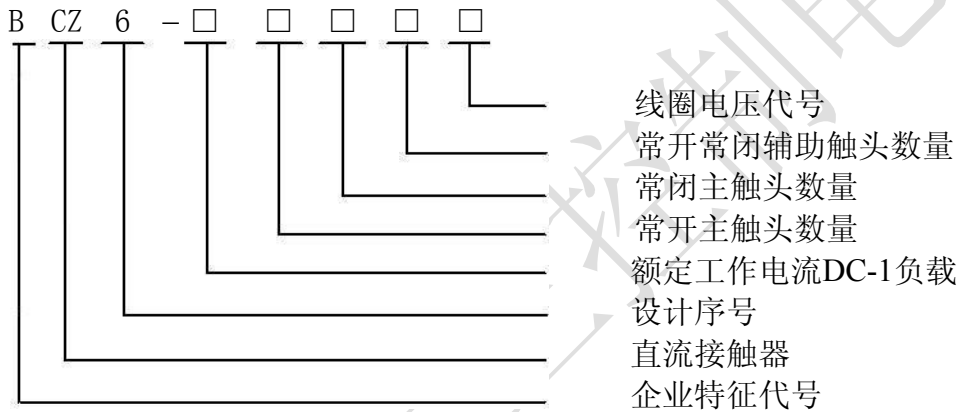 B CZ 6 -□ □ □ □ □
线圈电压代号
常开常闭辅助触头数量
常闭主触头数量
常开主触头数量
额定工作电流DC-1负载
设计序号
直流接触器
企业特征代号